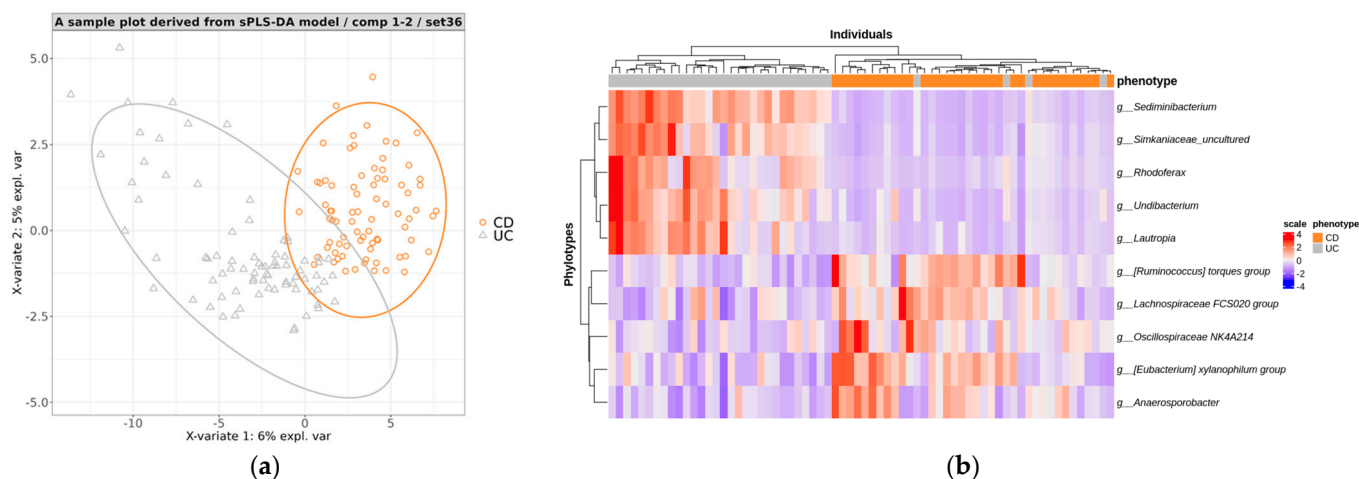 A sample plot derived from sPLS-DA model / comp 1-2 / set36
5.0
2.5
0.0
-2.5
-5.0
X-variate 2: 5% expl. var
-10
-5
0
5
X-variate 1: 6% expl. var
CD
UC
(a)
Individuals
phenotype
g__Sediminibacterium
g__Simkaniaceae_uncultured
g__Rhodoferax
g__Undibacterium
g__Lautropia
g__[Ruminococcus] torques group
g__Lachnospiraceae FCS020 group
g__Oscillospiraceae NK4A214
g__[Eubacterium] xylanophilum group
g__Anaerosporobacter
Phylotypes
scale
4
2
0
-2
-4
phenotype
CD
UC
(b)